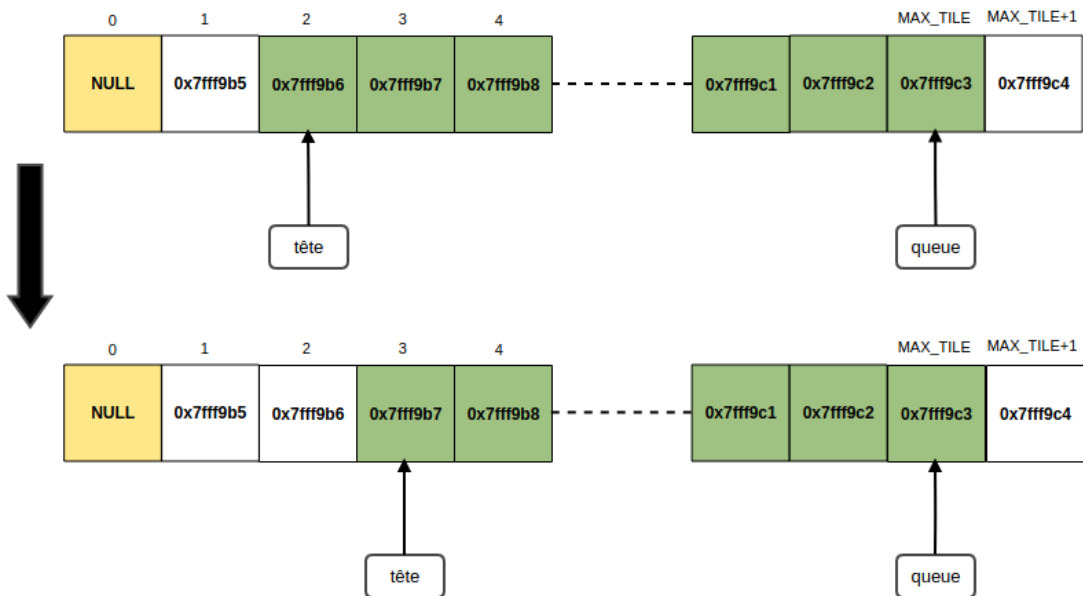 0 1 2 3 4 MAX_TILE MAX_TILE+1
NULL 0x7fff9b5 0x7fff9b6 0x7fff9b7 0x7fff9b8 0x7fff9c1 0x7fff9c2 0x7fff9c3 0x7fff9c4
tête queue
0 1 2 3 4 MAX_TILE MAX_TILE+1
NULL 0x7fff9b5 0x7fff9b6 0x7fff9b7 0x7fff9b8 0x7fff9c1 0x7fff9c2 0x7fff9c3 0x7fff9c4
tête queue